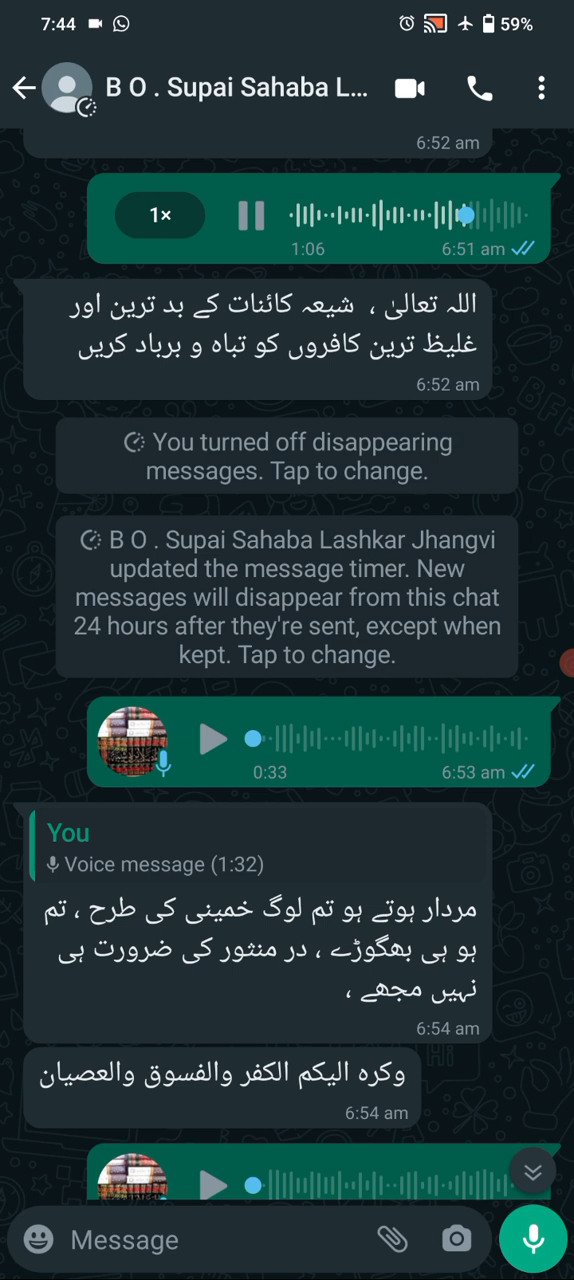 7:44
59%
B O . Supai Sahaba L...
6:52 am
1×
1:06
6:51 am
اللہ تعالیٰ ، شیعہ کائنات کے بد ترین اور
غلیظ ترین کافروں کو تباہ و برباد کریں
6:52 am
You turned off disappearing
messages. Tap to change.
B O . Supai Sahaba Lashkar Jhangvi
updated the message timer. New
messages will disappear from this chat
24 hours after they're sent, except when
kept. Tap to change.
0:33
6:53 am
You
Voice message (1:32)
مردار ہوتے ہو تم لوگ خمینی کی طرح ، تم
ہو ہی بھگوڑے ، در منثور کی ضرورت ہی
نہیں مجھے ،
6:54 am
وكره اليكم الكفر والفسوق والعصيان
6:54 am
Message